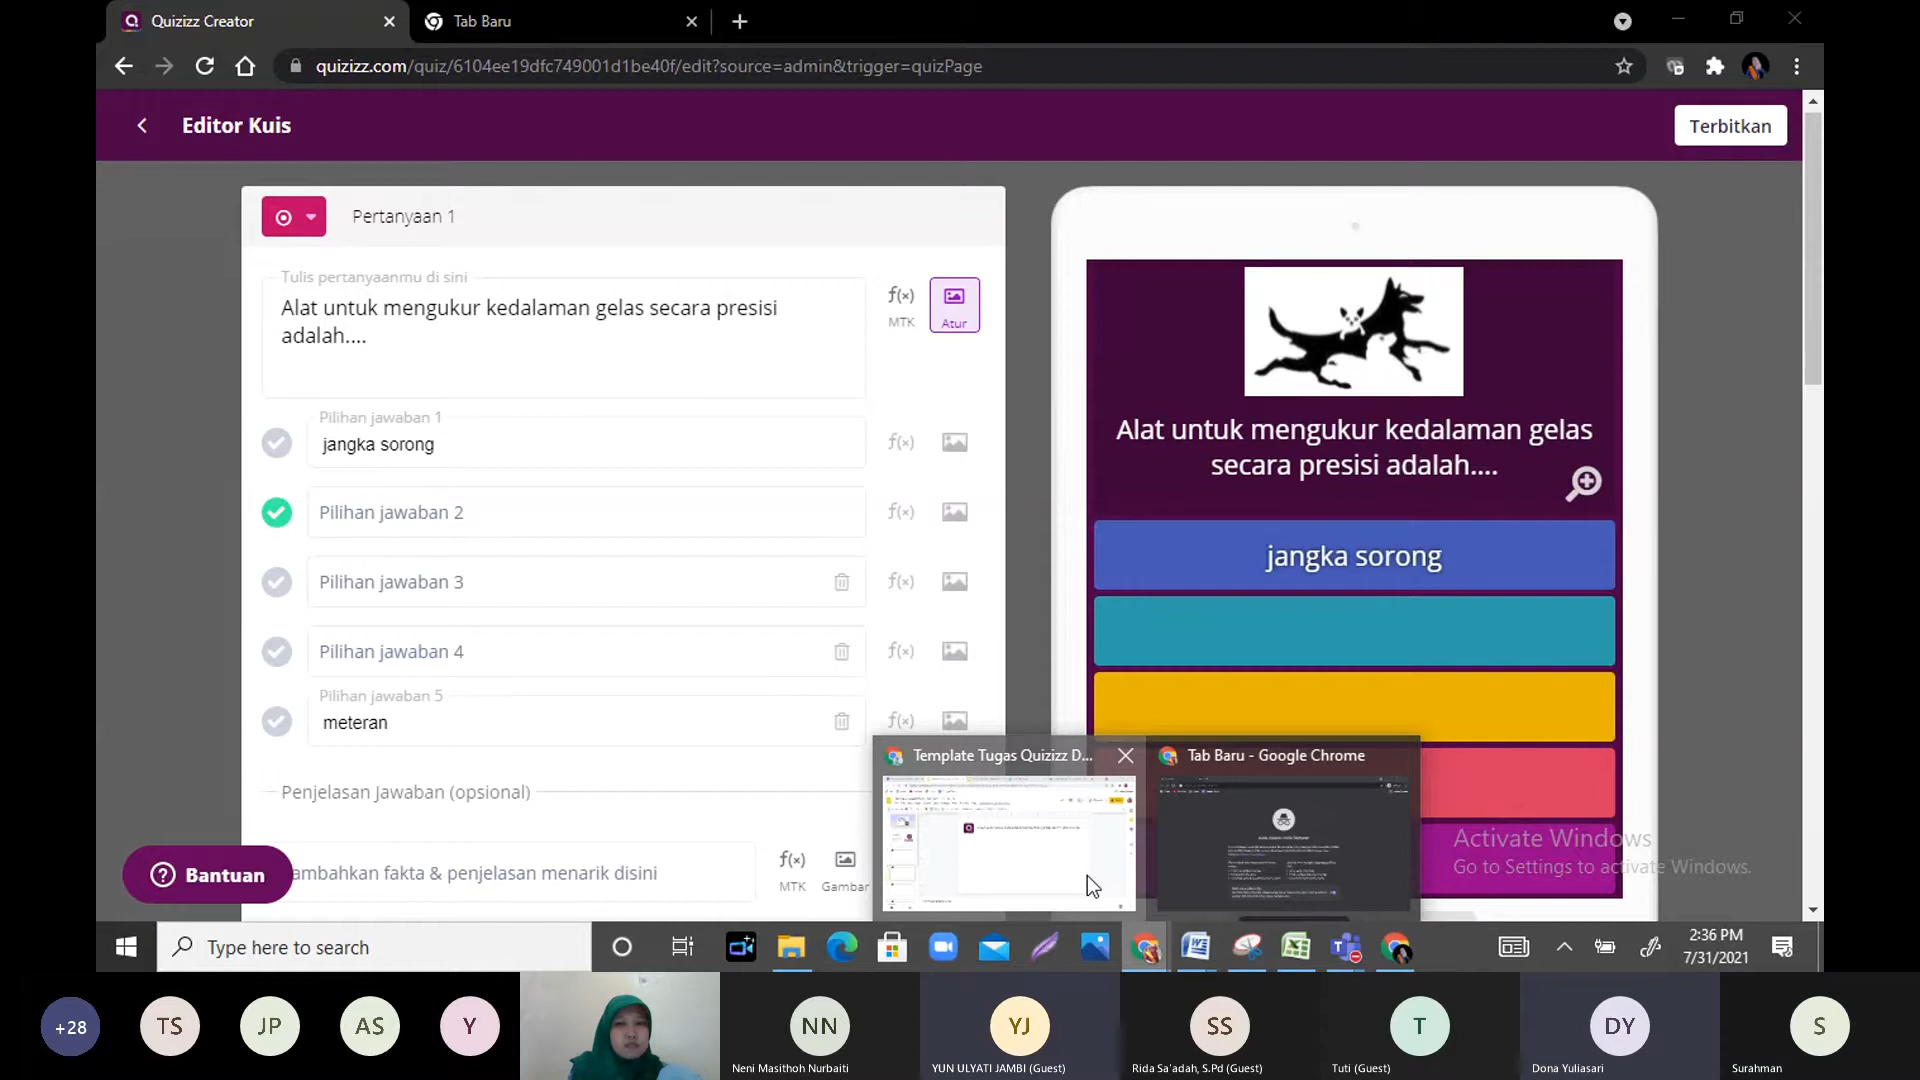 Quizizz Creator
Tab Baru
quizizz.com/quiz/6104ee19dfc749001d1be40f/edit?source=admin&trigger=quizPage
Editor Kuis
Terbitkan
Pertanyaan 1
Tulis pertanyaanmu di sini
Alat untuk mengukur kedalaman gelas secara presisi
adalah....
f(x)
MTK
Atur
Pilihan jawaban 1
jangka sorong
f(x)
Pilihan jawaban 2
f(x)
Pilihan jawaban 3
f(x)
Pilihan jawaban 4
f(x)
Pilihan jawaban 5
meteran
f(x)
Penjelasan jawaban (opsional)
ambahkan fakta & penjelasan menarik disini
f(x)
MTK
Gambar
Bantuan
Alat untuk mengukur kedalaman gelas
secara presisi adalah....
jangka sorong
Template Tugas Quizizz D...
Tab Baru - Google Chrome
Activate Windows
Go to Settings to activate Windows.
Type here to search
2:36 PM
7/31/2021
+28
TS
JP
AS
Y
NN
Neni Masithoh Nurbaiti
YJ
YUN ULYATI JAMBI (Guest)
SS
Rida Sa'adah, S.Pd (Guest)
T
Tuti (Guest)
DY
Dona Yuliasari
S
Surahman